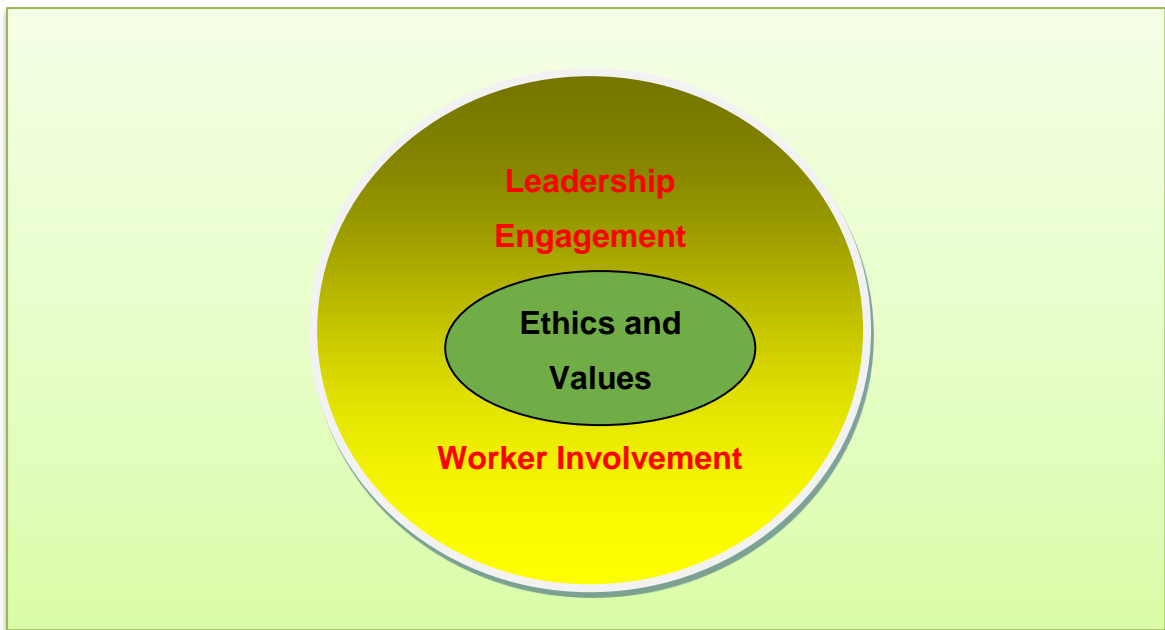 Leadership
Engagement
Ethics and
Values
Worker Involvement